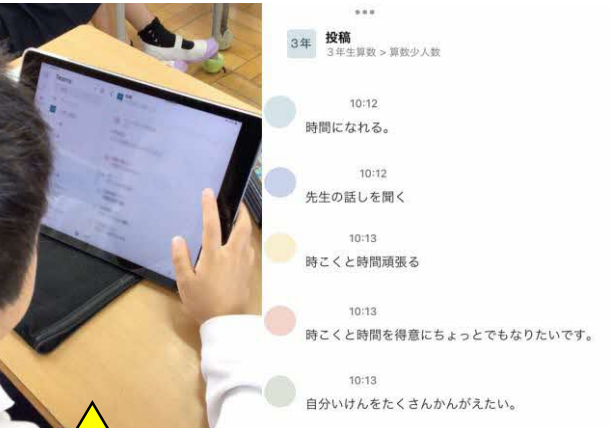 Teams
3年
投稿
3年生算数 > 算数少人数
10:12
時間になれる。
10:12
先生の話しを聞く
10:13
時こくと時間頑張る
10:13
時こくと時間を得意にちょっとでもなりたいです。
10:13
自分いけんをたくさんかんがえたい。